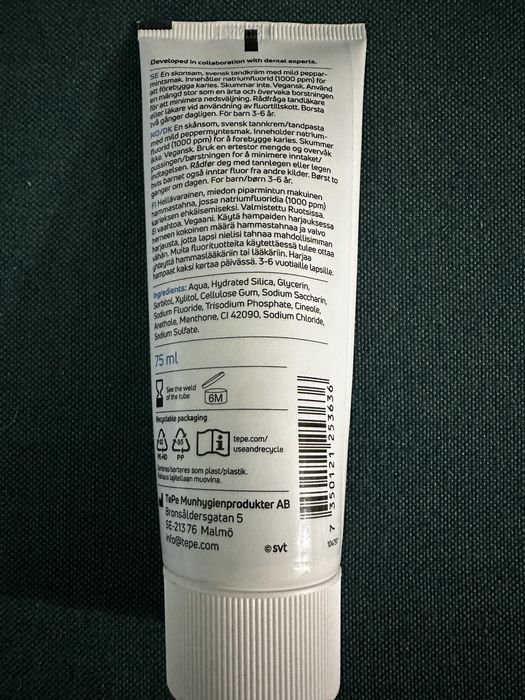 Developed in collaboration with dental experts.
SE En skonsam, svensk tandkräm med mild peppar-
mintsmak. Innehåller natriumfluorid (1000 ppm) för
att förebygga karies. Skummar inte. Vegansk. Använd
en mängd stor som en ärta och övervaka borstningen
för att minimera nedsväljning. Rådfråga tandläkare
eller läkare vid användning av fluortillskott. Borsta
två gånger dagligen. För barn 3-6 år.
NO/DK En skånsom, svensk tannkrem/tandpasta
med mild peppermyntesmak. Inneholder natrium-
fluorid (1000 ppm) for å forebygge karies. Skummer
ikke. Vegansk. Bruk en ertestor mengde og overvåk
pussingen/børstningen for å minimere inntaket/
indtagelsen. Rådfør deg med tannlegen eller legen
hvis barnet også inntar fluor fra andre kilder. Børst to
ganger om dagen. For barn/børn 3-6 år.
FI Hellävarainen, miedon piparmintun makuinen
hammastahna, jossa natriumfluoridia (1000 ppm)
karieksen ehkäisemiseksi. Valmistettu Ruotsissa.
Ei vaahtoa. Vegaani. Käytä hampaiden harjauksessa
herneen kokoinen määrä hammastahnaa ja valvo
harjausta, jotta lapsi nielisi tahnaa mahdollisimman
vähän. Muita fluorituotteita käytettäessä tulee ottaa
yhteyttä hammaslääkäriin tai lääkäriin. Harjaa
hampaat kaksi kertaa päivässä. 3-6 vuotiaille lapsille.
Ingredients: Aqua, Hydrated Silica, Glycerin,
Sorbitol, Xylitol, Cellulose Gum, Sodium Saccharin,
Sodium Fluoride, Trisodium Phosphate, Cineole,
Anethole, Menthone, CI 42090, Sodium Chloride,
Sodium Sulfate.
75 ml
See the weld
of the tube
6M
Recyclable packaging
PE-HD
05
PP
tepe.com/
useandrecycle
sorteres som plast/plastik.
lajitellaan muovina.
TePe Munhygienprodukter AB
Bronsåldersgatan 5
SE-213 76 Malmö
info@tepe.com
©svt
7 350121 253636